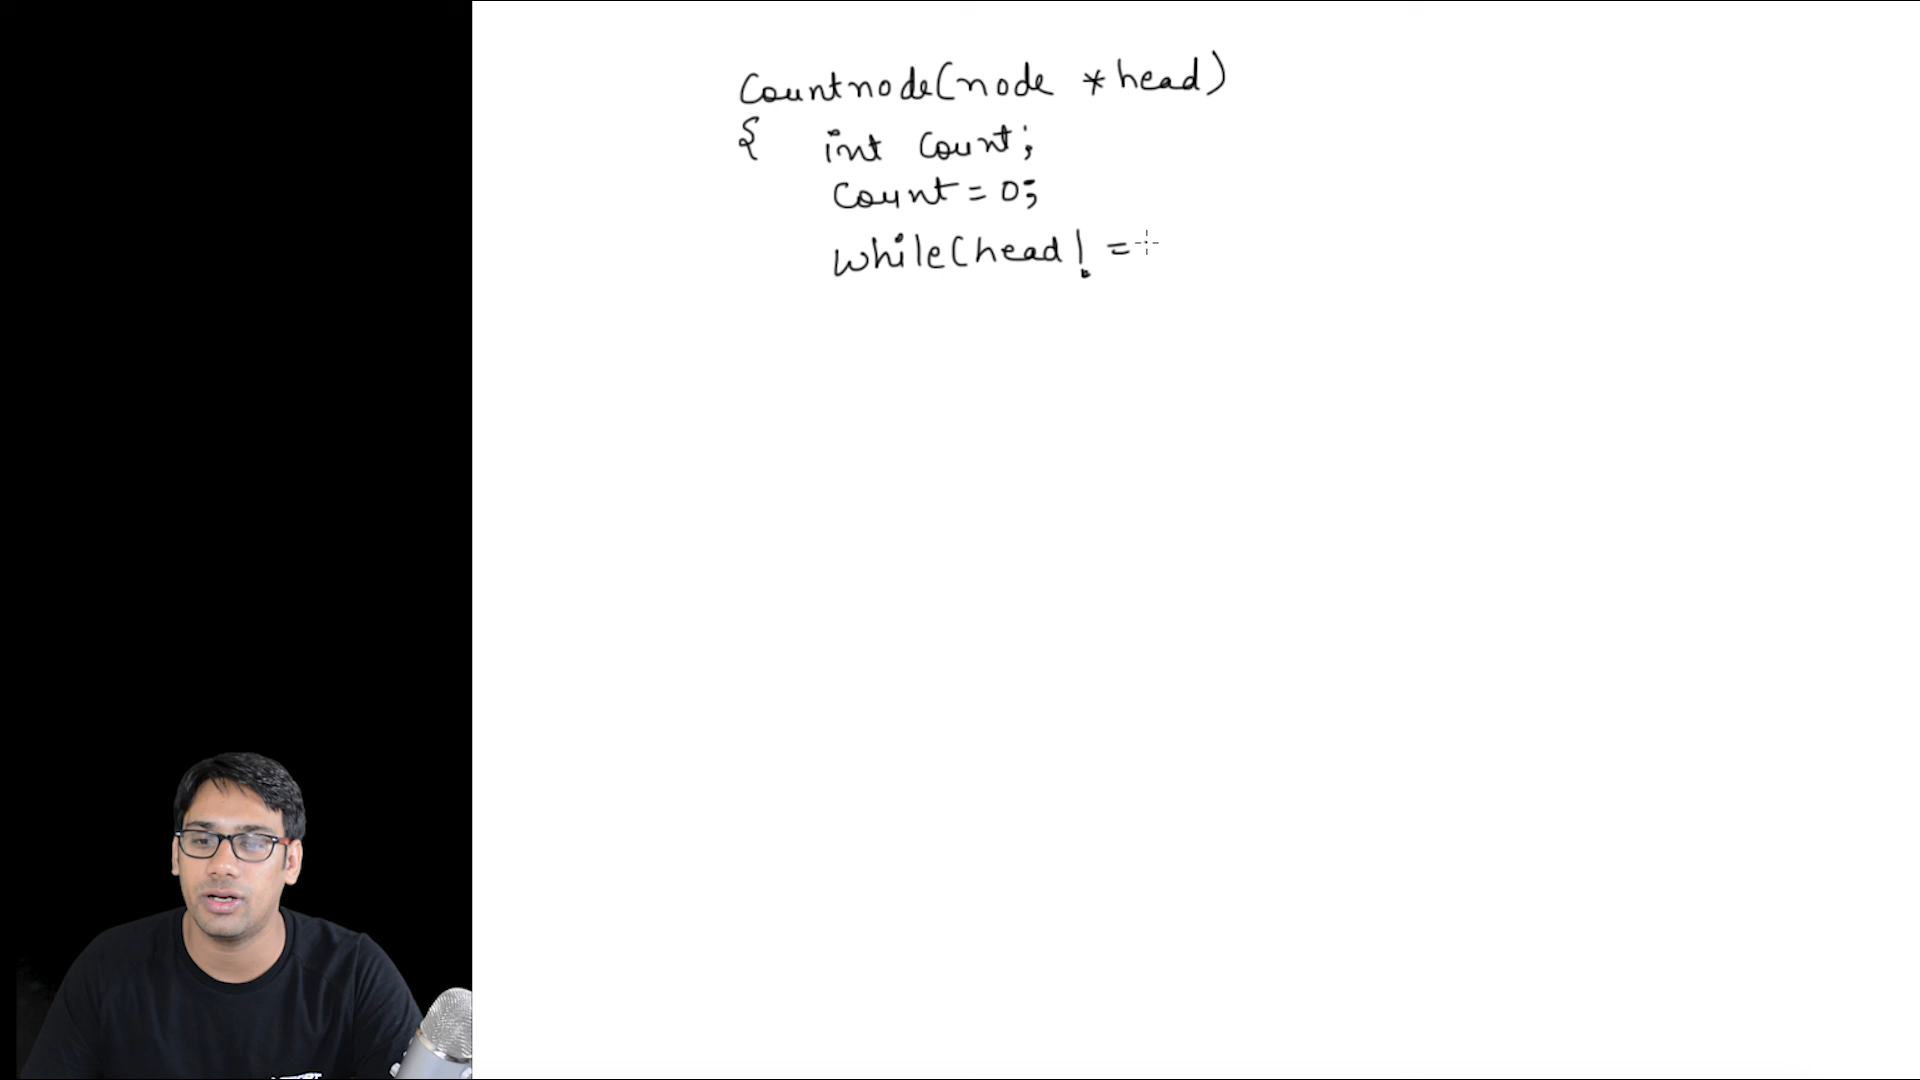 Countnode(node *head)
{ int Count;
Count = 0;
while(head! =